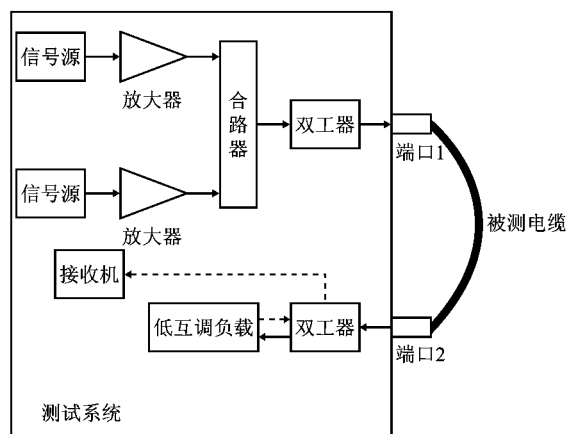 信号源
放大器
合路器
双工器
端口1
信号源
放大器
被测电缆
接收机
低互调负载
双工器
端口2
测试系统